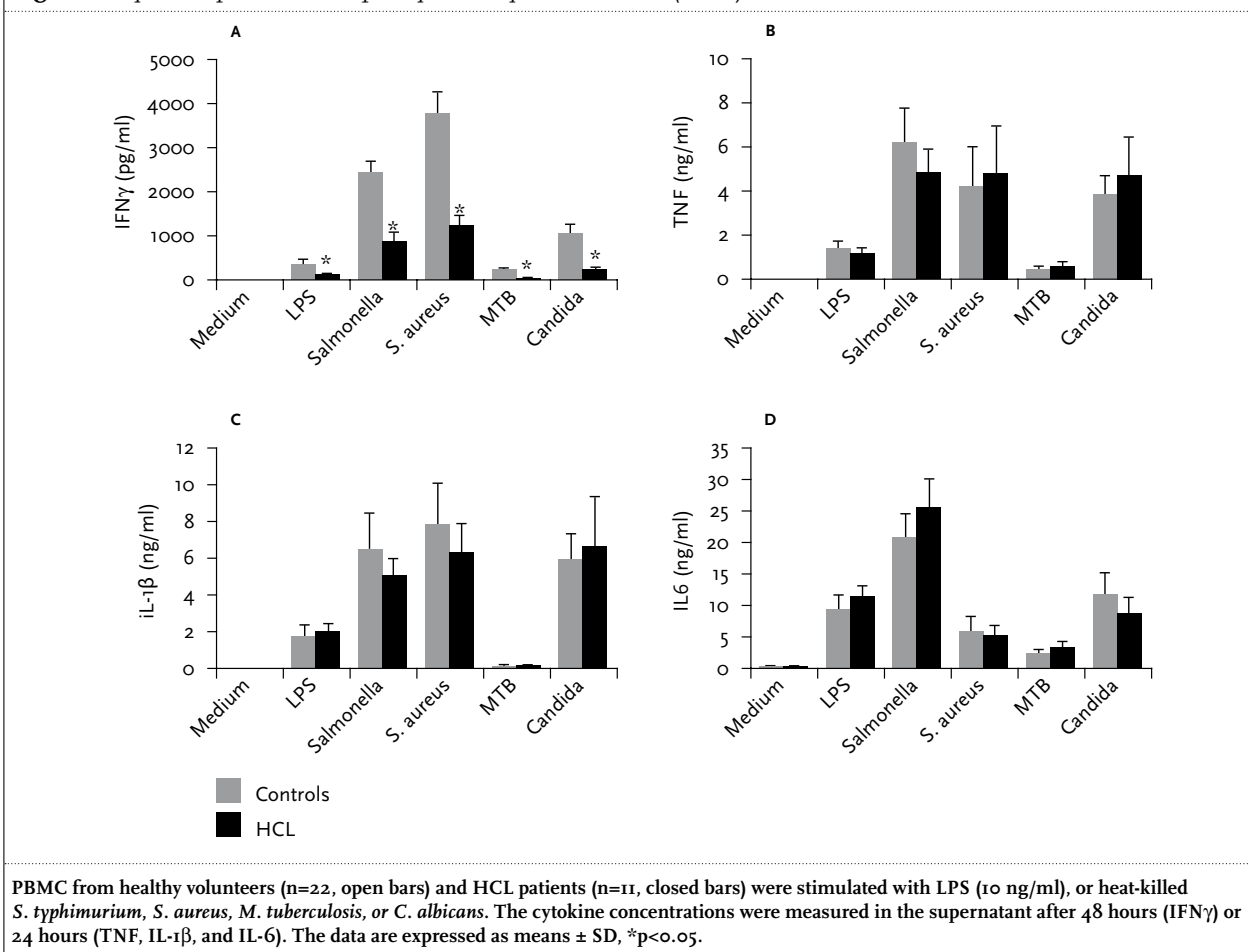 A
5000
4000
3000
2000
1000
0
IFNγ (pg/ml)
*
*
*
*
*
Medium
LPS
Salmonella
S. aureus
MTB
Candida
B
10
8
6
4
2
0
TNF (ng/ml)
Medium
LPS
Salmonella
S. aureus
MTB
Candida
C
12
10
8
6
4
2
0
iL-1β (ng/ml)
Medium
LPS
Salmonella
S. aureus
MTB
Candida
D
35
30
25
20
15
10
5
0
IL6 (ng/ml)
Medium
LPS
Salmonella
S. aureus
MTB
Candida
Controls
HCL
PBMC from healthy volunteers (n=22, open bars) and HCL patients (n=11, closed bars) were stimulated with LPS (10 ng/ml), or heat-killed
S. typhimurium, S. aureus, M. tuberculosis, or C. albicans. The cytokine concentrations were measured in the supernatant after 48 hours (IFNγ) or
24 hours (TNF, IL-1β, and IL-6). The data are expressed as means ± SD, *p<0.05.